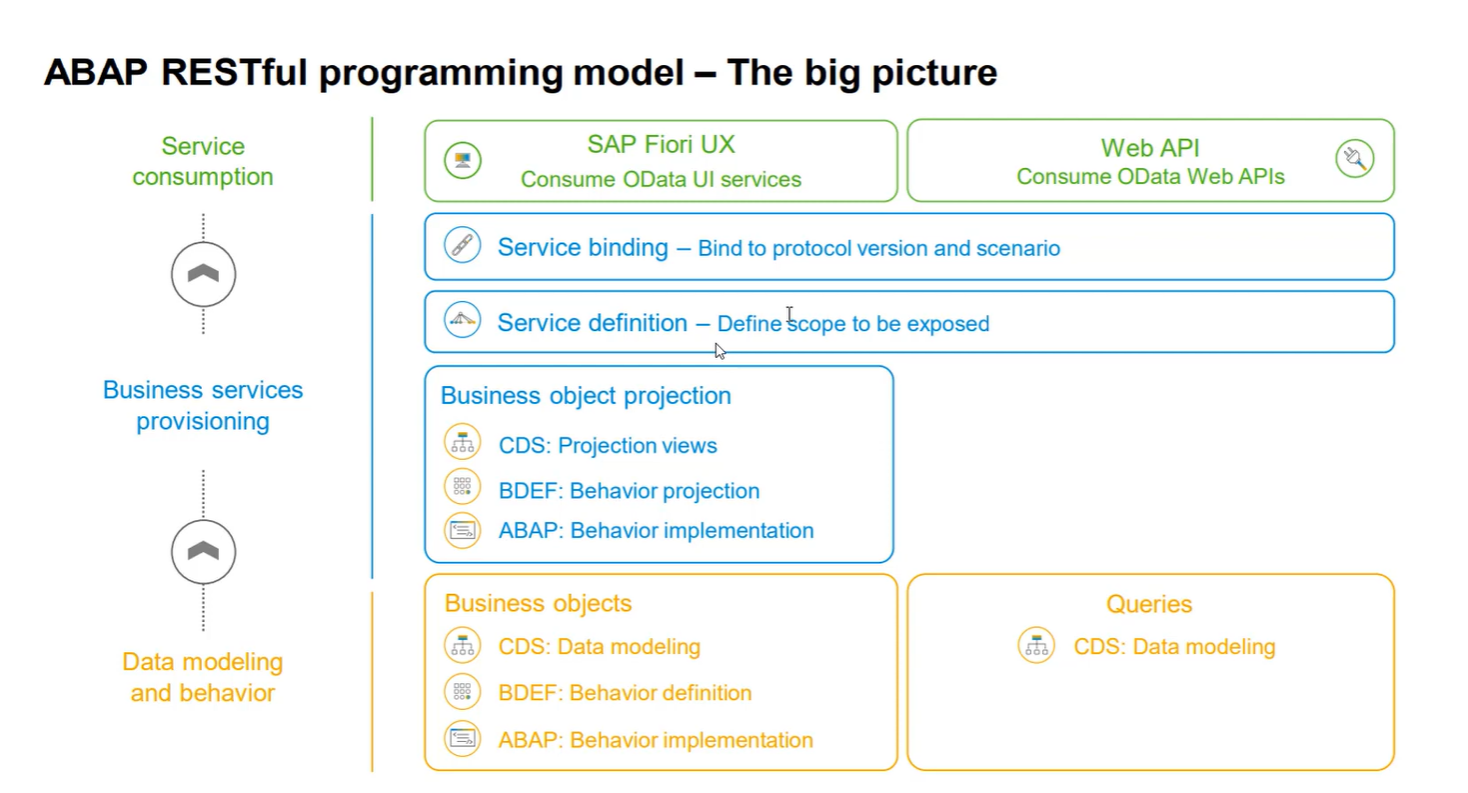 ABAP RESTful programming model – The big picture
Service
consumption
SAP Fiori UX
Consume OData UI services
Web API
Consume OData Web APIs
Service binding – Bind to protocol version and scenario
Service definition – Define scope to be exposed
Business services
provisioning
Business object projection
CDS: Projection views
BDEF: Behavior projection
ABAP: Behavior implementation
Data modeling
and behavior
Business objects
CDS: Data modeling
BDEF: Behavior definition
ABAP: Behavior implementation
Queries
CDS: Data modeling